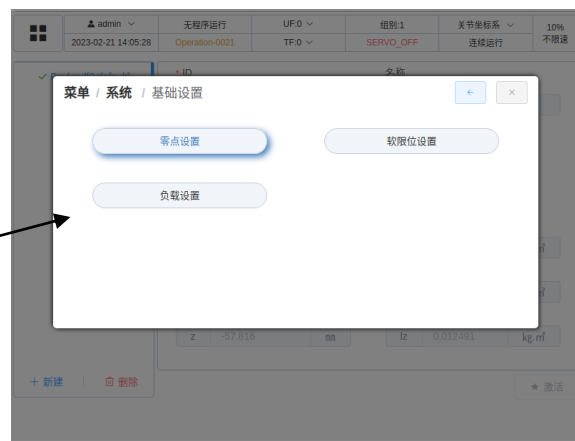 admin 无程序运行 UF:0 组别:1 关节坐标系 10%
2023-02-21 14:05:28 Operation-0021 TF:0 SERVO_OFF 连续运行 不限速
* ID 名称
菜单 / 系统 / 基础设置
零点设置 软限位设置
负载设置
z -57.816 mm Iz 0.012491 kg.㎡
+ 新建 删除
★ 激活